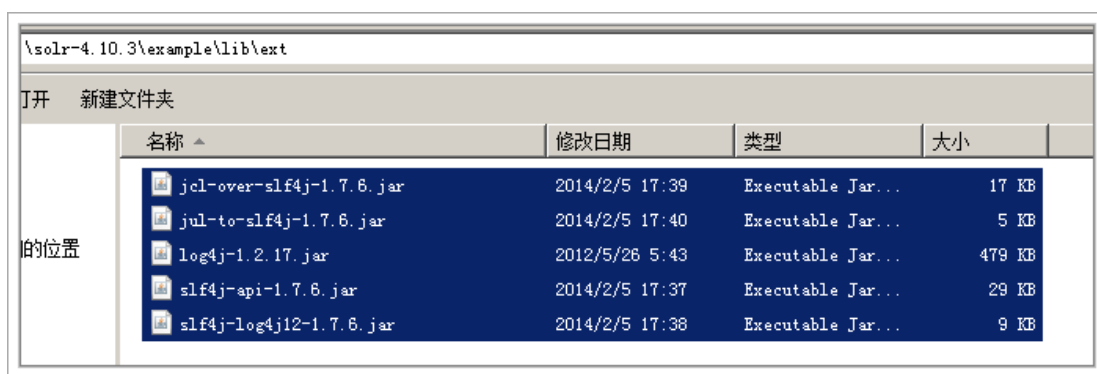 \solr-4.10.3\example\lib\ext
打开 新建文件夹
名称 修改日期 类型 大小
jcl-over-slf4j-1.7.6.jar 2014/2/5 17:39 Executable Jar... 17 KB
jul-to-slf4j-1.7.6.jar 2014/2/5 17:40 Executable Jar... 5 KB
的位置 log4j-1.2.17.jar 2012/5/26 5:43 Executable Jar... 479 KB
slf4j-api-1.7.6.jar 2014/2/5 17:37 Executable Jar... 29 KB
slf4j-log4j12-1.7.6.jar 2014/2/5 17:38 Executable Jar... 9 KB